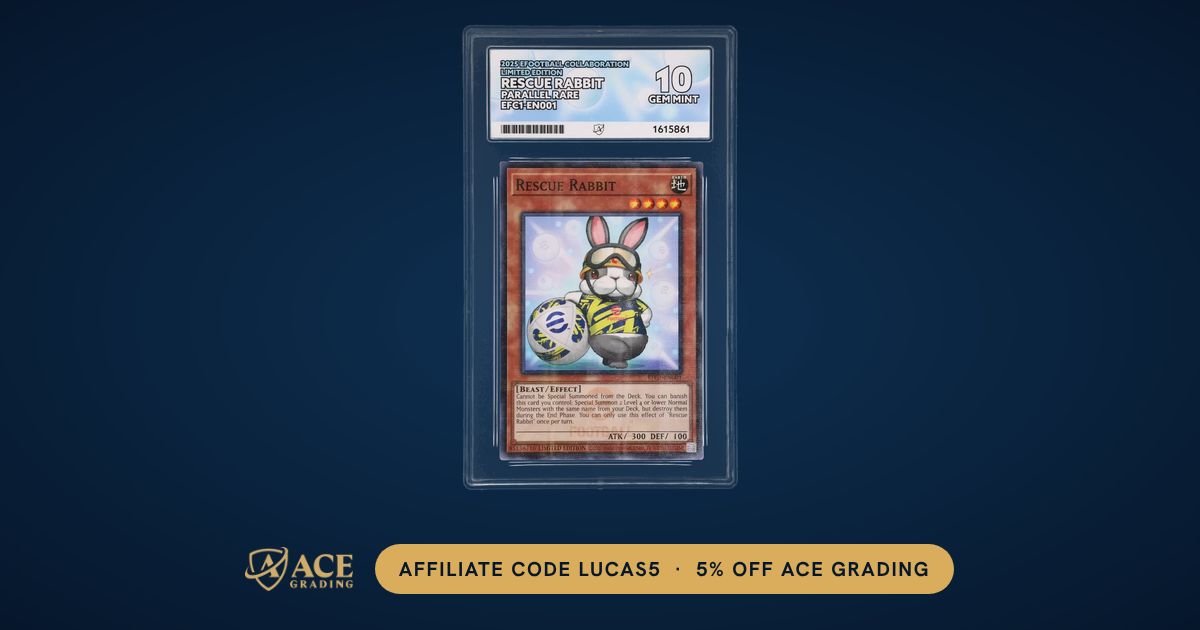 2025 EFOOTBALL COLLABORATION
LIMITED EDITION
RESCUE RABBIT
PARALLEL RARE
EFC1-EN001
10
GEM MINT
1615861
RESCUE RABBIT
EARTH
地
[BEAST/EFFECT]
Cannot be Special Summoned from the Deck. You can banish
this card you control; Special Summon 2 Level 4 or lower Normal
Monsters with the same name from your Deck, but destroy them
during the End Phase. You can only use this effect of "Rescue
Rabbit" once per turn.
ATK/ 300 DEF/ 100
LIMITED EDITION
ACE
GRADING
AFFILIATE CODE LUCAS5 · 5% OFF ACE GRADING